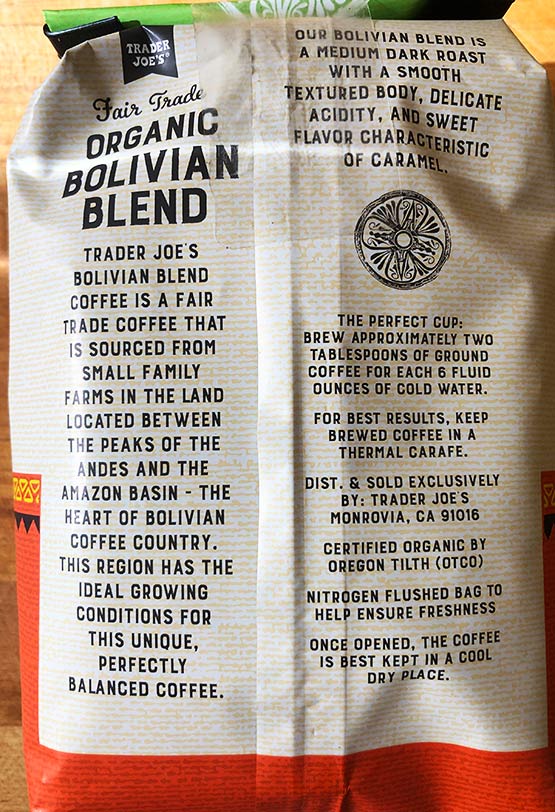 TRADER
JOE'S®
Fair Trade
ORGANIC
BOLIVIAN
BLEND
TRADER JOE'S
BOLIVIAN BLEND
COFFEE IS A FAIR
TRADE COFFEE THAT
IS SOURCED FROM
SMALL FAMILY
FARMS IN THE LAND
LOCATED BETWEEN
THE PEAKS OF THE
ANDES AND THE
AMAZON BASIN - THE
HEART OF BOLIVIAN
COFFEE COUNTRY.
THIS REGION HAS THE
IDEAL GROWING
CONDITIONS FOR
THIS UNIQUE,
PERFECTLY
BALANCED COFFEE.
OUR BOLIVIAN BLEND IS
A MEDIUM DARK ROAST
WITH A SMOOTH
TEXTURED BODY, DELICATE
ACIDITY, AND SWEET
FLAVOR CHARACTERISTIC
OF CARAMEL.
THE PERFECT CUP:
BREW APPROXIMATELY TWO
TABLESPOONS OF GROUND
COFFEE FOR EACH 6 FLUID
OUNCES OF COLD WATER.
FOR BEST RESULTS, KEEP
BREWED COFFEE IN A
THERMAL CARAFE.
DIST. & SOLD EXCLUSIVELY
BY: TRADER JOE'S
MONROVIA, CA 91016
CERTIFIED ORGANIC BY
OREGON TILTH (OTCO)
NITROGEN FLUSHED BAG TO
HELP ENSURE FRESHNESS
ONCE OPENED, THE COFFEE
IS BEST KEPT IN A COOL
DRY PLACE.